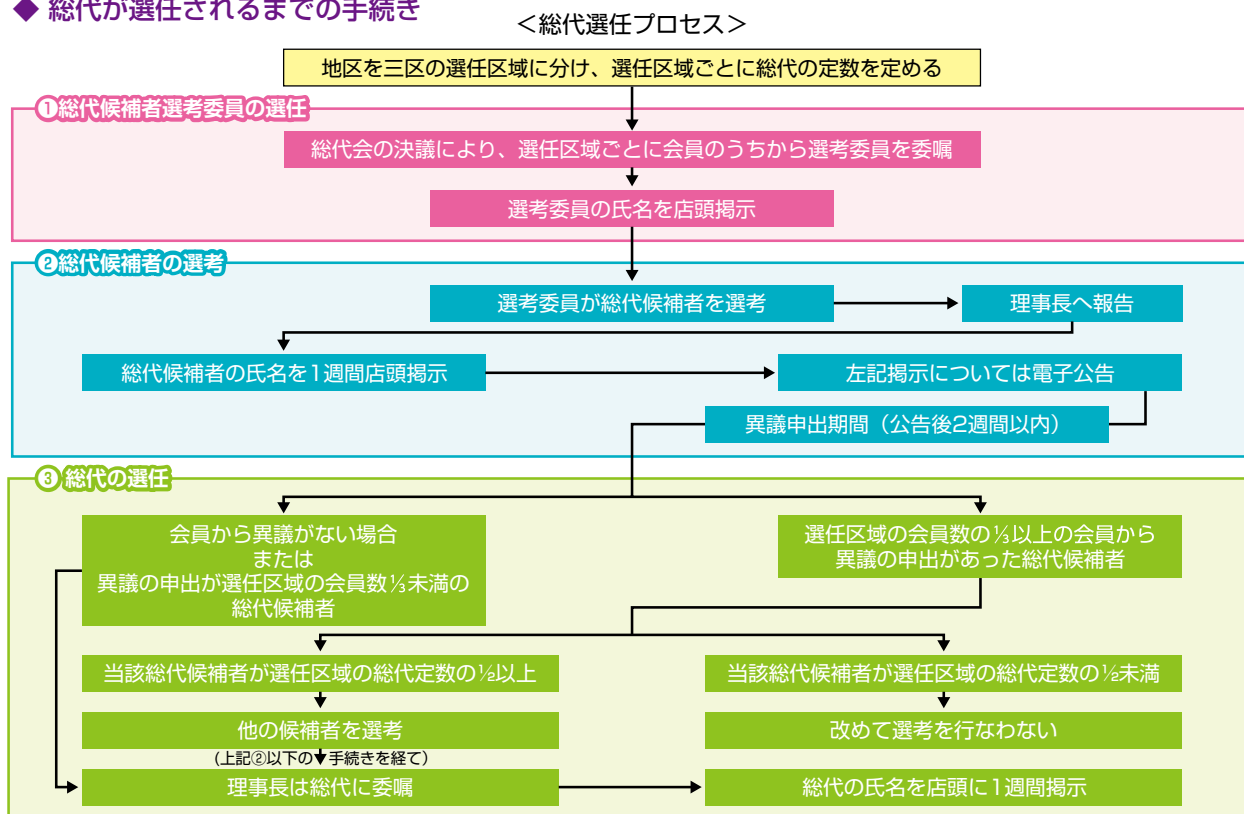 ◆ 総代が選任されるまでの手続き
＜総代選任プロセス＞
地区を三区の選任区域に分け、選任区域ごとに総代の定数を定める
①総代候補者選考委員の選任
総代会の決議により、選任区域ごとに会員のうちから選考委員を委嘱
選考委員の氏名を店頭掲示
②総代候補者の選考
選考委員が総代候補者を選考
理事長へ報告
総代候補者の氏名を1週間店頭掲示
左記掲示については電子公告
異議申出期間（公告後2週間以内）
③総代の選任
会員から異議がない場合
または
異議の申出が選任区域の会員数⅓未満の
総代候補者
選任区域の会員数の⅓以上の会員から
異議の申出があった総代候補者
当該総代候補者が選任区域の総代定数の½以上
当該総代候補者が選任区域の総代定数の½未満
他の候補者を選考
改めて選考を行なわない
(上記②以下の手続きを経て)
理事長は総代に委嘱
総代の氏名を店頭に1週間掲示